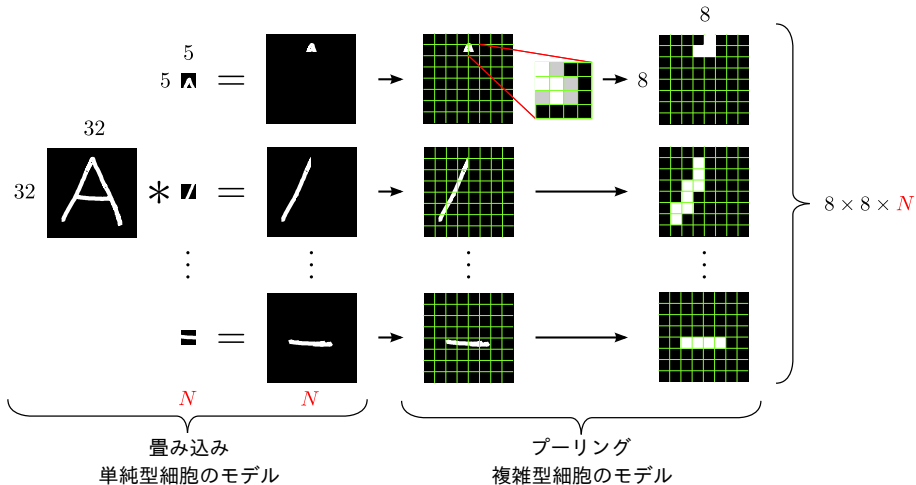 5
5
=
8
8
32
32
*
=
8 × 8 × N
=
N
N
畳み込み
単純型細胞のモデル
プーリング
複雑型細胞のモデル